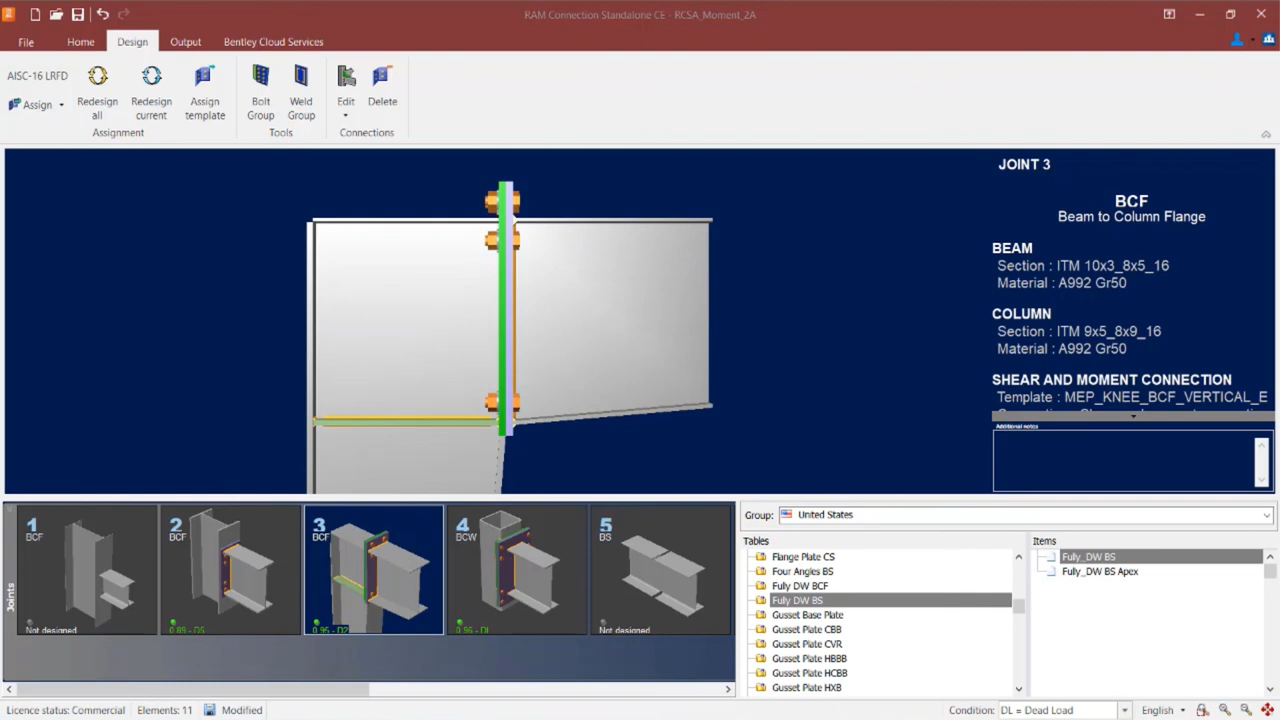 RAM Connection Standalone CE - RCSA_Moment_2A
File Home Design Output Bentley Cloud Services
AISC-16 LRFD
Assign
Redesign all
Redesign current
Assign template
Bolt Group
Weld Group
Edit
Delete
Assignment
Tools
Connections
JOINT 3
BCF
Beam to Column Flange
BEAM
Section : ITM 10x3_8x5_16
Material : A992 Gr50
COLUMN
Section : ITM 9x5_8x9_16
Material : A992 Gr50
SHEAR AND MOMENT CONNECTION
Template : MEP_KNEE_BCF_VERTICAL_E
Additional notes
Joints
1
BCF
Not designed
2
BCF
0.89 - D5
3
BCF
0.95 - D2
4
BCW
5
BS
Not designed
Group: United States
Tables
Flange Plate CS
Four Angles BS
Fully DW BCF
Fully DW BS
Gusset Base Plate
Gusset Plate CBB
Gusset Plate CVR
Gusset Plate HBBB
Gusset Plate HCBB
Gusset Plate HXB
Items
Fully_DW BS
Fully_DW BS Apex
Licence status: Commercial Elements: 11 Modified Condition: DL = Dead Load English